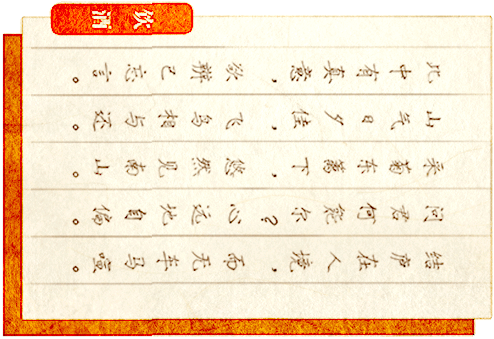 饮酒
结庐在人境，而无车马喧。
问君何能尔？心远地自偏。
采菊东篱下，悠然见南山。
山气日夕佳，飞鸟相与还。
此中有真意，欲辨已忘言。